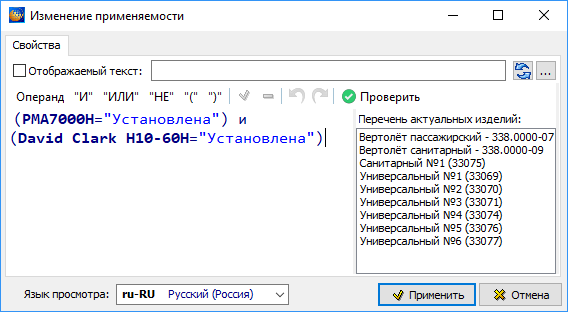 Изменение применяемости
Свойства
Отображаемый текст:
...
Операнд "И" "ИЛИ" "НЕ" "(" ")" Проверить
(PMA7000H="Установлена") и
(David Clark H10-60H="Установлена")
Перечень актуальных изделий:
Вертолёт пассажирский - 338.0000-07
Вертолёт санитарный - 338.0000-09
Санитарный №1 (33075)
Универсальный №1 (33069)
Универсальный №2 (33070)
Универсальный №3 (33071)
Универсальный №4 (33074)
Универсальный №5 (33076)
Универсальный №6 (33077)
Язык просмотра: ru-RU Русский (Россия)
Применить
Отмена